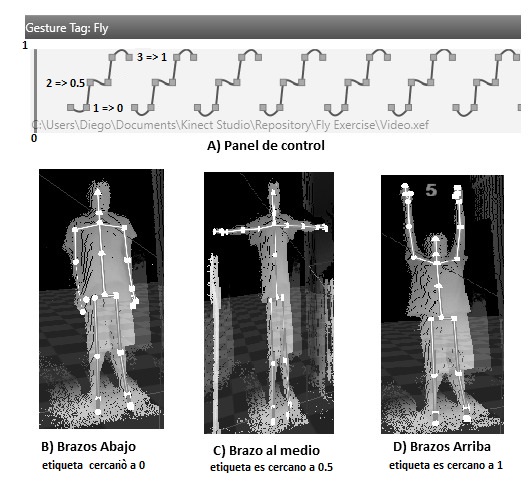 Gesture Tag: Fly
1
3 => 1
2 => 0.5
1 => 0
C:\Users\Diego\Documents\Kinect Studio\Repository\Fly Exercise\Video.xef
0
A) Panel de control
5
B) Brazos Abajo
etiqueta cercanò a 0
C) Brazo al medio
etiqueta es cercano a 0.5
D) Brazos Arriba
etiqueta es cercano a 1